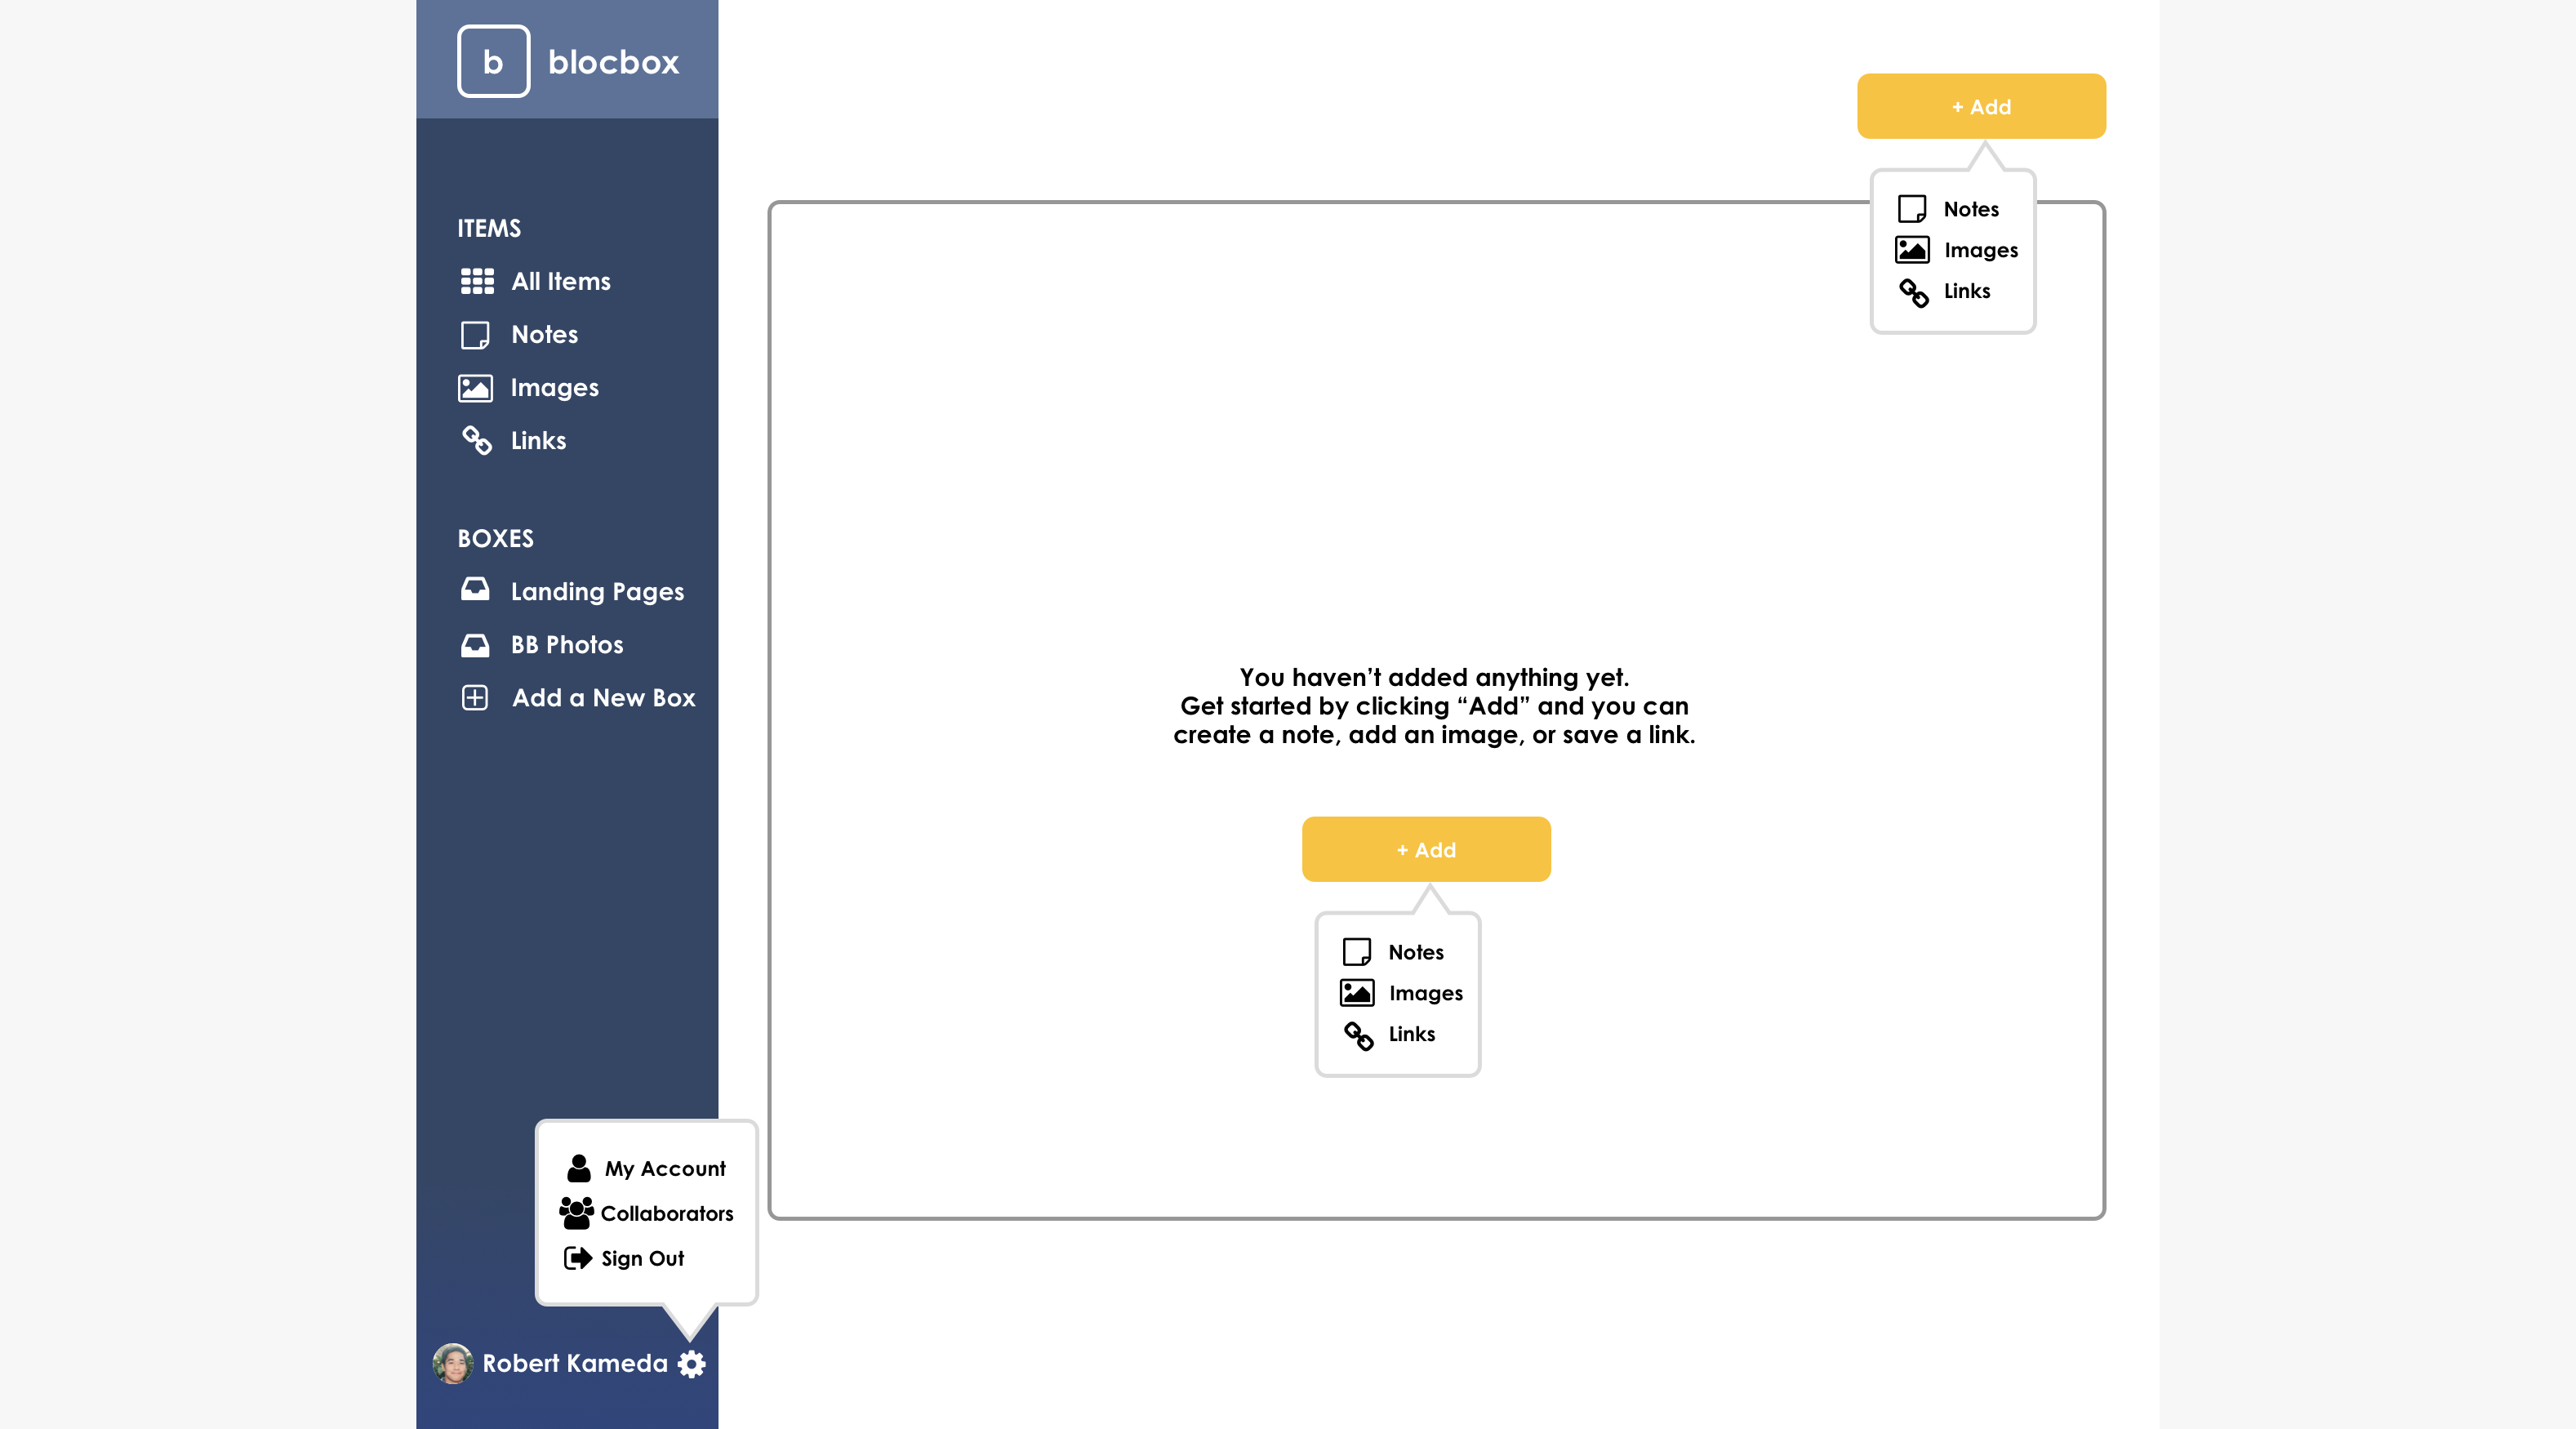 b
blocbox
ITEMS
All Items
Notes
Images
Links
BOXES
Landing Pages
BB Photos
Add a New Box
My Account
Collaborators
Sign Out
Robert Kameda
+ Add
Notes
Images
Links
You haven’t added anything yet.
Get started by clicking “Add” and you can
create a note, add an image, or save a link.
+ Add
Notes
Images
Links